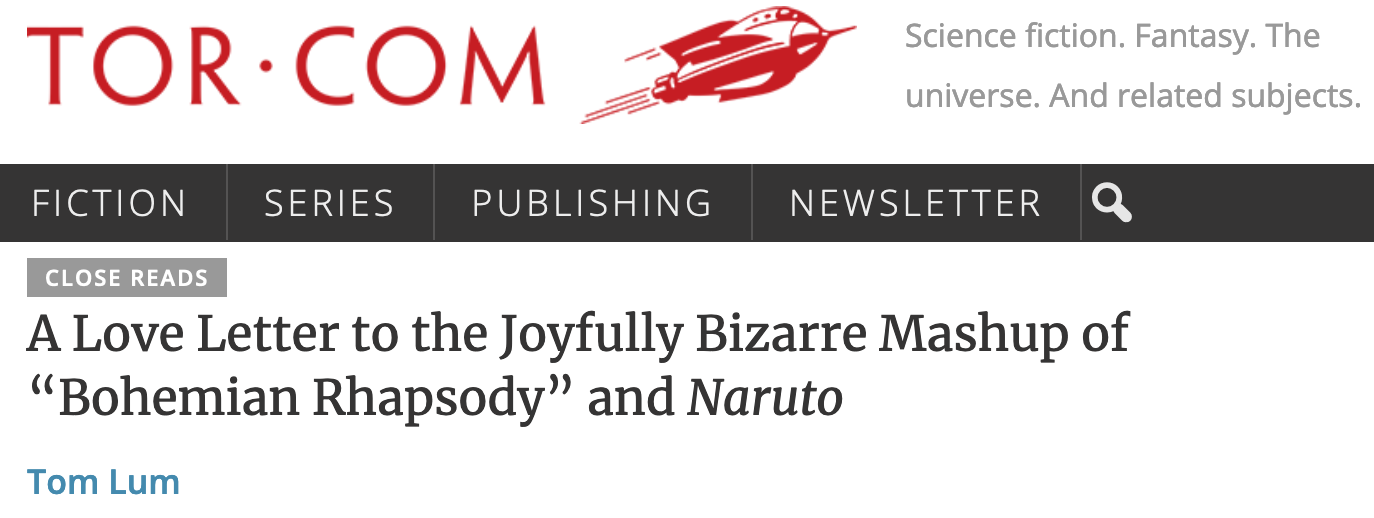 TOR·COM
Science fiction. Fantasy. The
universe. And related subjects.
FICTION SERIES PUBLISHING NEWSLETTER
CLOSE READS
A Love Letter to the Joyfully Bizarre Mashup of
“Bohemian Rhapsody” and Naruto
Tom Lum